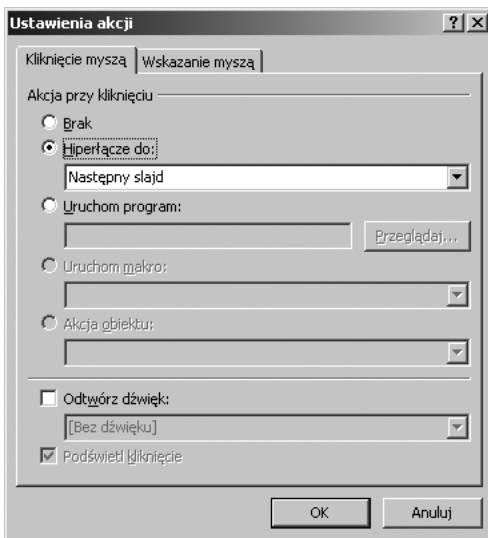 Ustawienia akcji
Kliknięcie myszą Wskazanie myszą
Akcja przy kliknięciu
Brak
Hiperłącze do:
Następny slajd
Uruchom program:
Przeglądaj...
Uruchom makro:
Akcja obiektu:
Odtwórz dźwięk:
[Bez dźwięku]
Podświetl kliknięcie
OK Anuluj